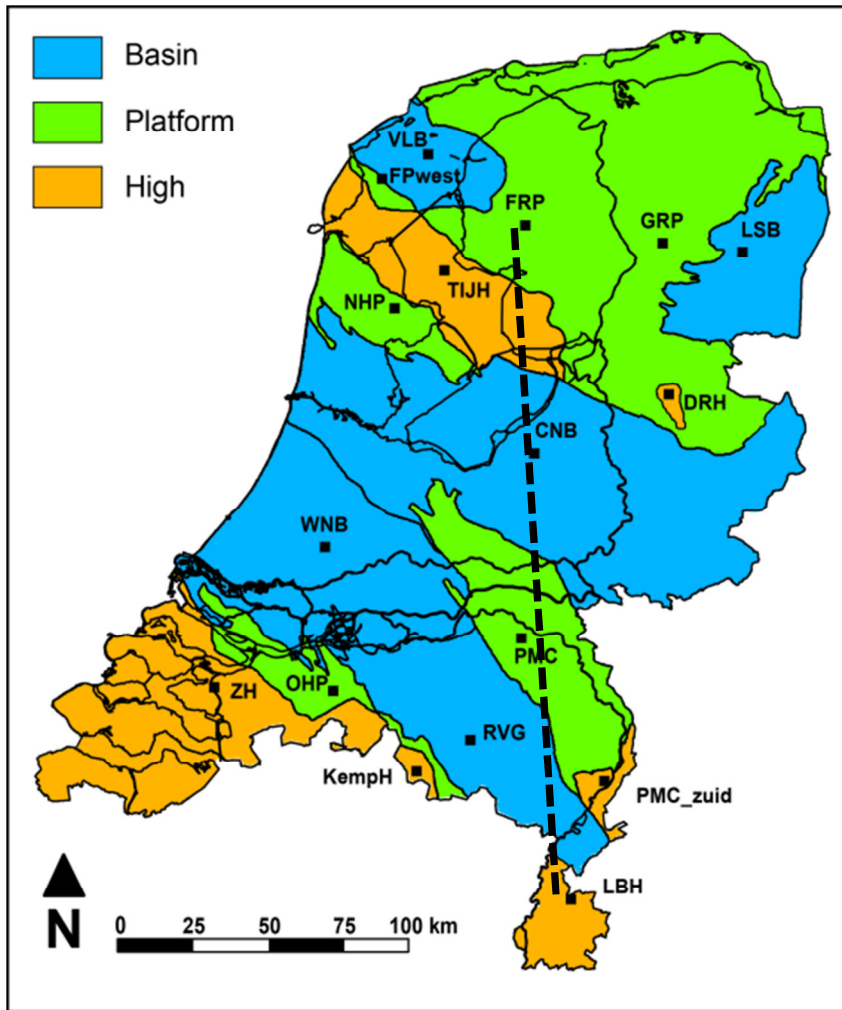 Basin
Platform
High
VLB
FPwest
FRP
GRP
LSB
TIJH
NHP
DRH
CNB
WNB
PMC
ZH
OHP
RVG
KempH
PMC_zuid
LBH
N
0 25 50 75 100 km